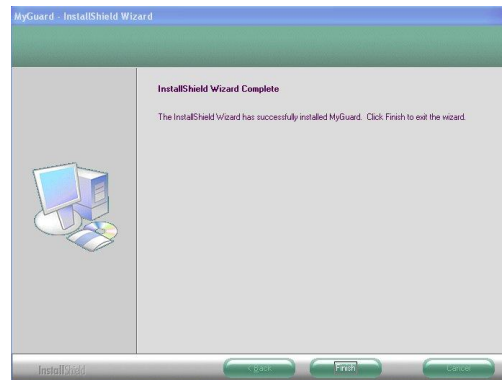 MyGuard - InstallShield Wizard
InstallShield Wizard Complete
The InstallShield Wizard has successfully installed MyGuard. Click Finish to exit the wizard.
InstallShield
< Back
Finish
Cancel